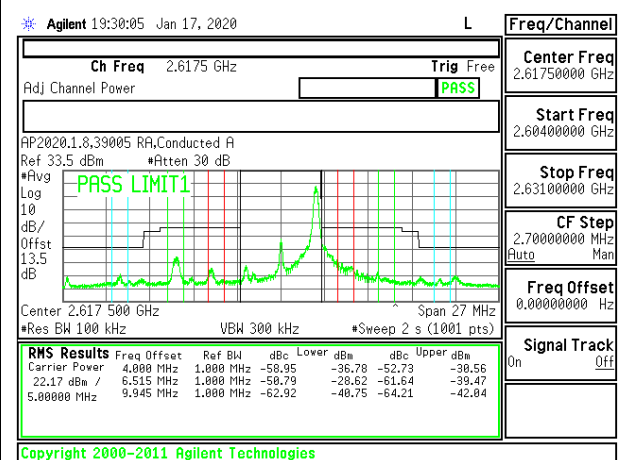 Agilent 19:30:05 Jan 17, 2020 L Freq/Channel
Ch Freq 2.6175 GHz Trig Free
Adj Channel Power PASS
Center Freq
2.61750000 GHz
Start Freq
2.60400000 GHz
Stop Freq
2.63100000 GHz
CF Step
2.70000000 MHz
Auto Man
Freq Offset
0.00000000 Hz
Signal Track
On Off
AP2020.1.8,39005 RA,Conducted A
Ref 33.5 dBm #Atten 30 dB
#Avg
Log
10
dB/
Offst
13.5
dB
PASS LIMIT1
Center 2.617 500 GHz Span 27 MHz
#Res BW 100 kHz VBW 300 kHz #Sweep 2 s (1001 pts)
RMS Results Freq Offset Ref BW dBc Lower dBm dBc Upper dBm
Carrier Power 4.000 MHz 1.000 MHz -58.95 -36.78 -52.73 -30.56
22.17 dBm / 6.515 MHz 1.000 MHz -50.79 -28.62 -61.64 -39.47
5.00000 MHz 9.945 MHz 1.000 MHz -62.92 -40.75 -64.21 -42.04
Copyright 2000-2011 Agilent Technologies